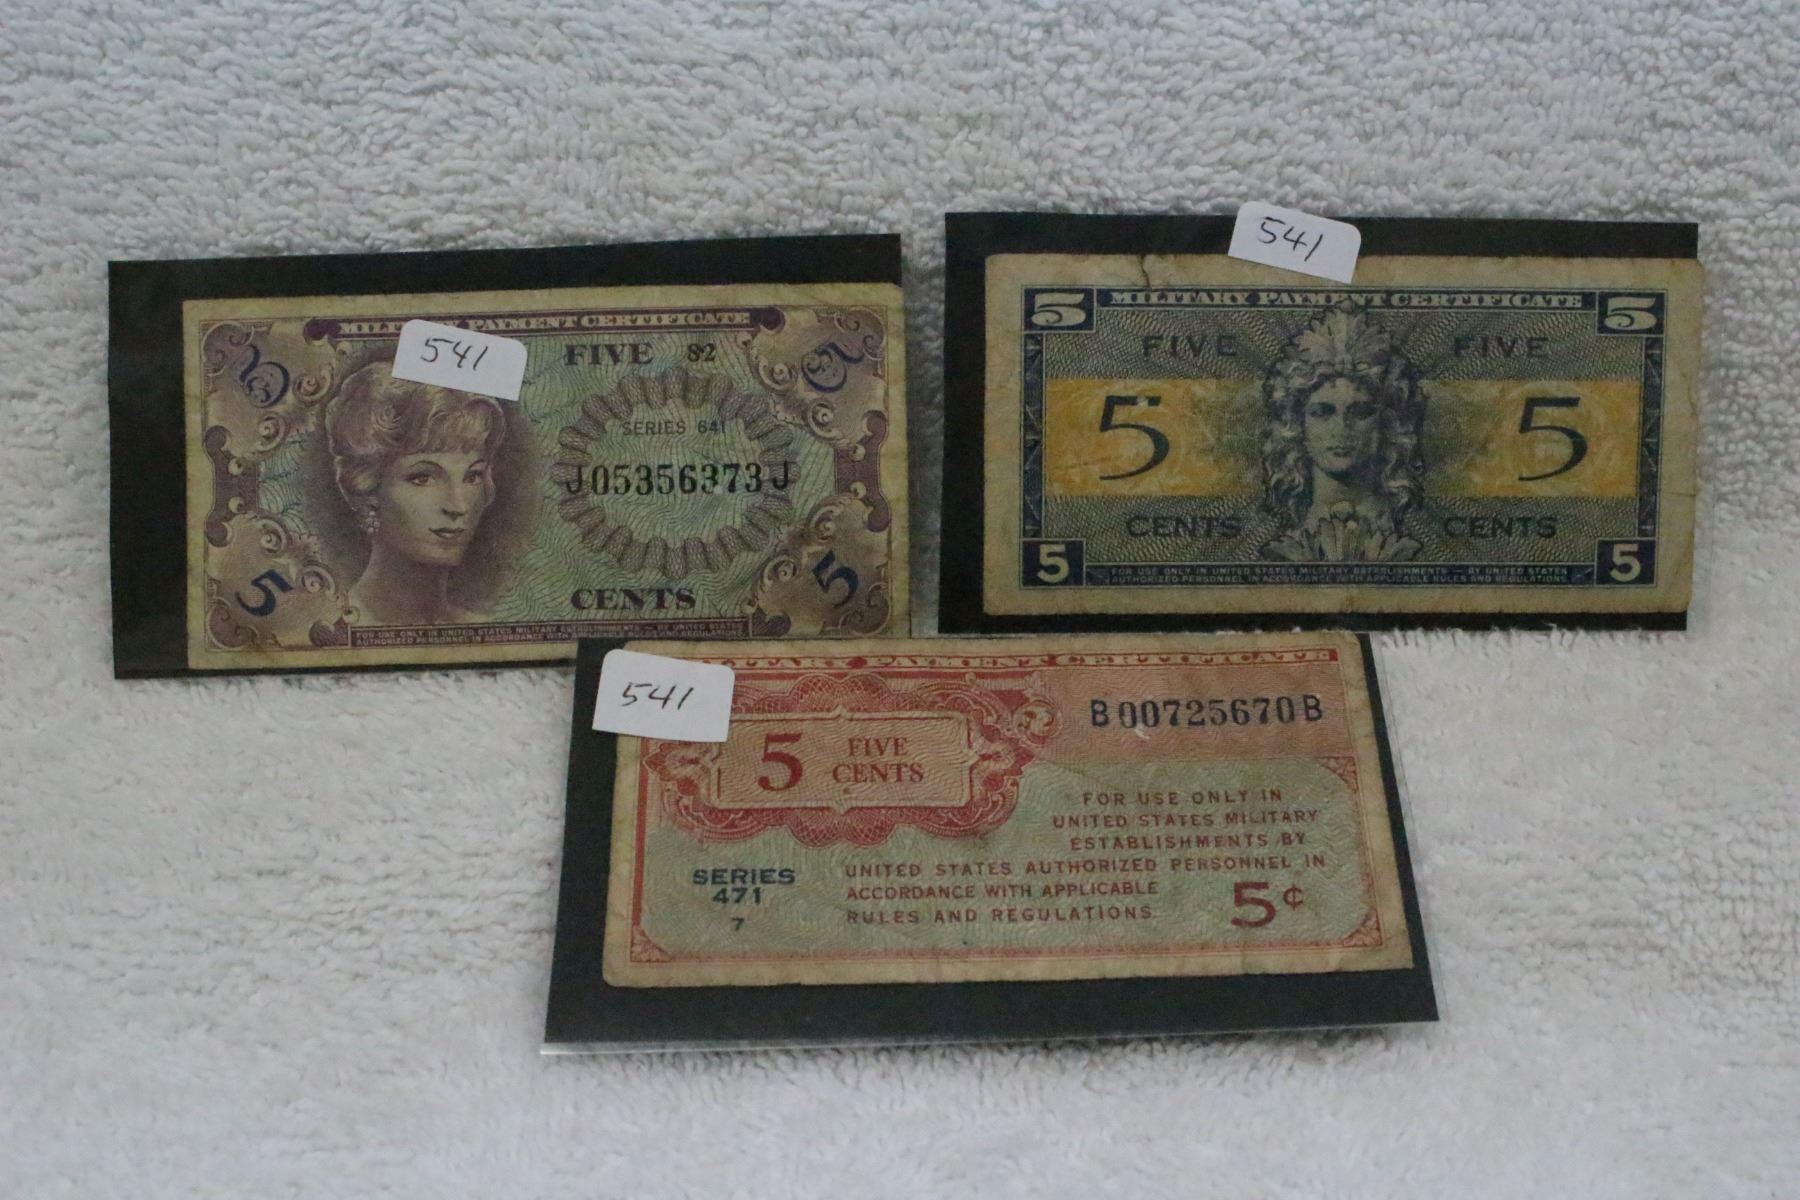 541
MILITARY PAYMENT CERTIFICATE
FIVE 82
5
SERIES 641
J05356373J
5
5
CENTS
FOR USE ONLY IN UNITED STATES MILITARY ESTABLISHMENTS — BY UNITED STATES
AUTHORIZED PERSONNEL IN ACCORDANCE WITH APPLICABLE RULES AND REGULATIONS
541
5 MILITARY PAYMENT CERTIFICATE 5
FIVE FIVE
5 5
CENTS CENTS
5 5
FOR USE ONLY IN UNITED STATES MILITARY ESTABLISHMENTS — BY UNITED STATES
AUTHORIZED PERSONNEL IN ACCORDANCE WITH APPLICABLE RULES AND REGULATIONS
541
MILITARY PAYMENT CERTIFICATE
B00725670B
5 FIVE
CENTS
FOR USE ONLY IN
UNITED STATES MILITARY
ESTABLISHMENTS BY
UNITED STATES AUTHORIZED PERSONNEL IN
ACCORDANCE WITH APPLICABLE
RULES AND REGULATIONS.
SERIES
471
7
5¢